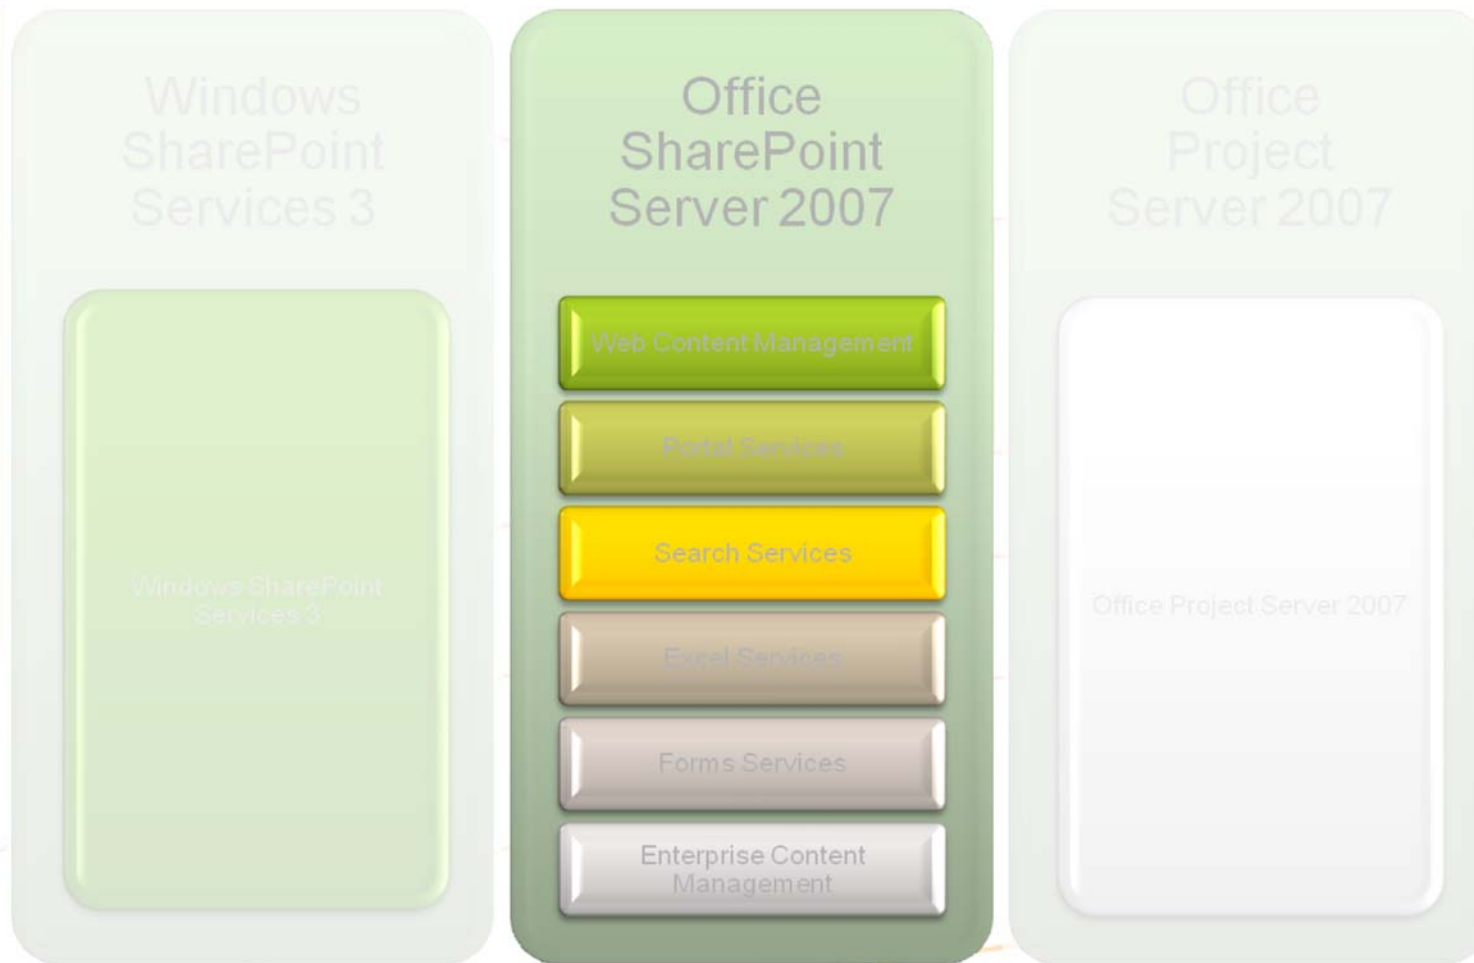 Windows
SharePoint
Services 3
Windows SharePoint
Services 3
Office
SharePoint
Server 2007
Web Content Management
Portal Services
Search Services
Excel Services
Forms Services
Enterprise Content
Management
Office
Project
Server 2007
Office Project Server 2007